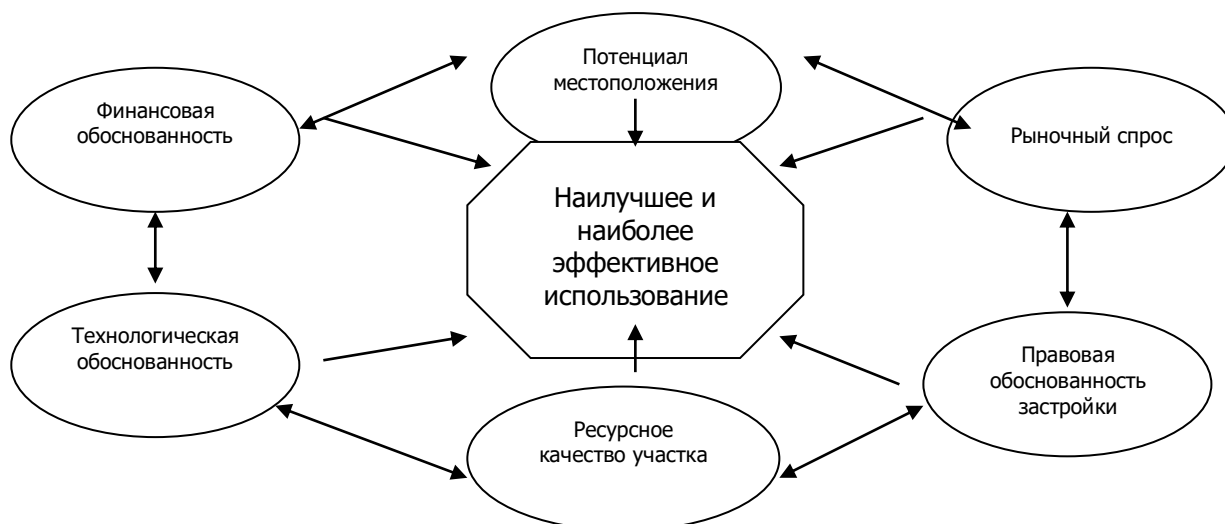 Потенциал
местоположения
Финансовая
обоснованность
Рыночный спрос
Наилучшее и
наиболее
эффективное
использование
Технологическая
обоснованность
Правовая
обоснованность
застройки
Ресурсное
качество участка